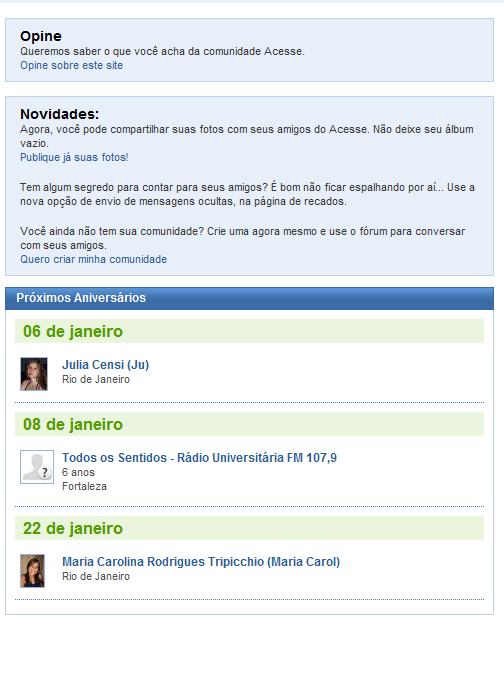 Opine
Queremos saber o que você acha da comunidade Acesse.
Opine sobre este site
Novidades:
Agora, você pode compartilhar suas fotos com seus amigos do Acesse. Não deixe seu álbum
vazio.
Publique já suas fotos!
Tem algum segredo para contar para seus amigos? É bom não ficar espalhando por aí... Use a
nova opção de envio de mensagens ocultas, na página de recados.
Você ainda não tem sua comunidade? Crie uma agora mesmo e use o fórum para conversar
com seus amigos.
Quero criar minha comunidade
Próximos Aniversários
06 de janeiro
Julia Censi (Ju)
Rio de Janeiro
08 de janeiro
Todos os Sentidos - Rádio Universitária FM 107,9
6 anos
Fortaleza
22 de janeiro
Maria Carolina Rodrigues Tripicchio (Maria Carol)
Rio de Janeiro